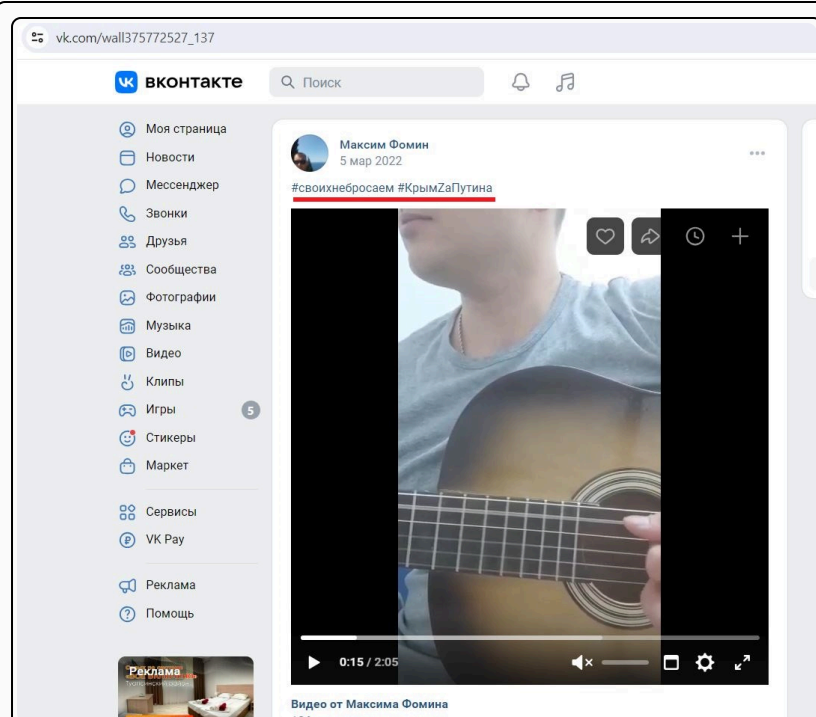 vk.com/wall375772527_137
вконтакте
Поиск
Моя страница
Новости
Мессенджер
Звонки
Друзья
Сообщества
Фотографии
Музыка
Видео
Клипы
Игры 5
Стикеры
Маркет
Сервисы
VK Pay
Реклама
Помощь
Реклама
Максим Фомин
5 мар 2022
#своихнебросаем #КрымZаПутина
0:15 / 2:05
Видео от Максима Фомина